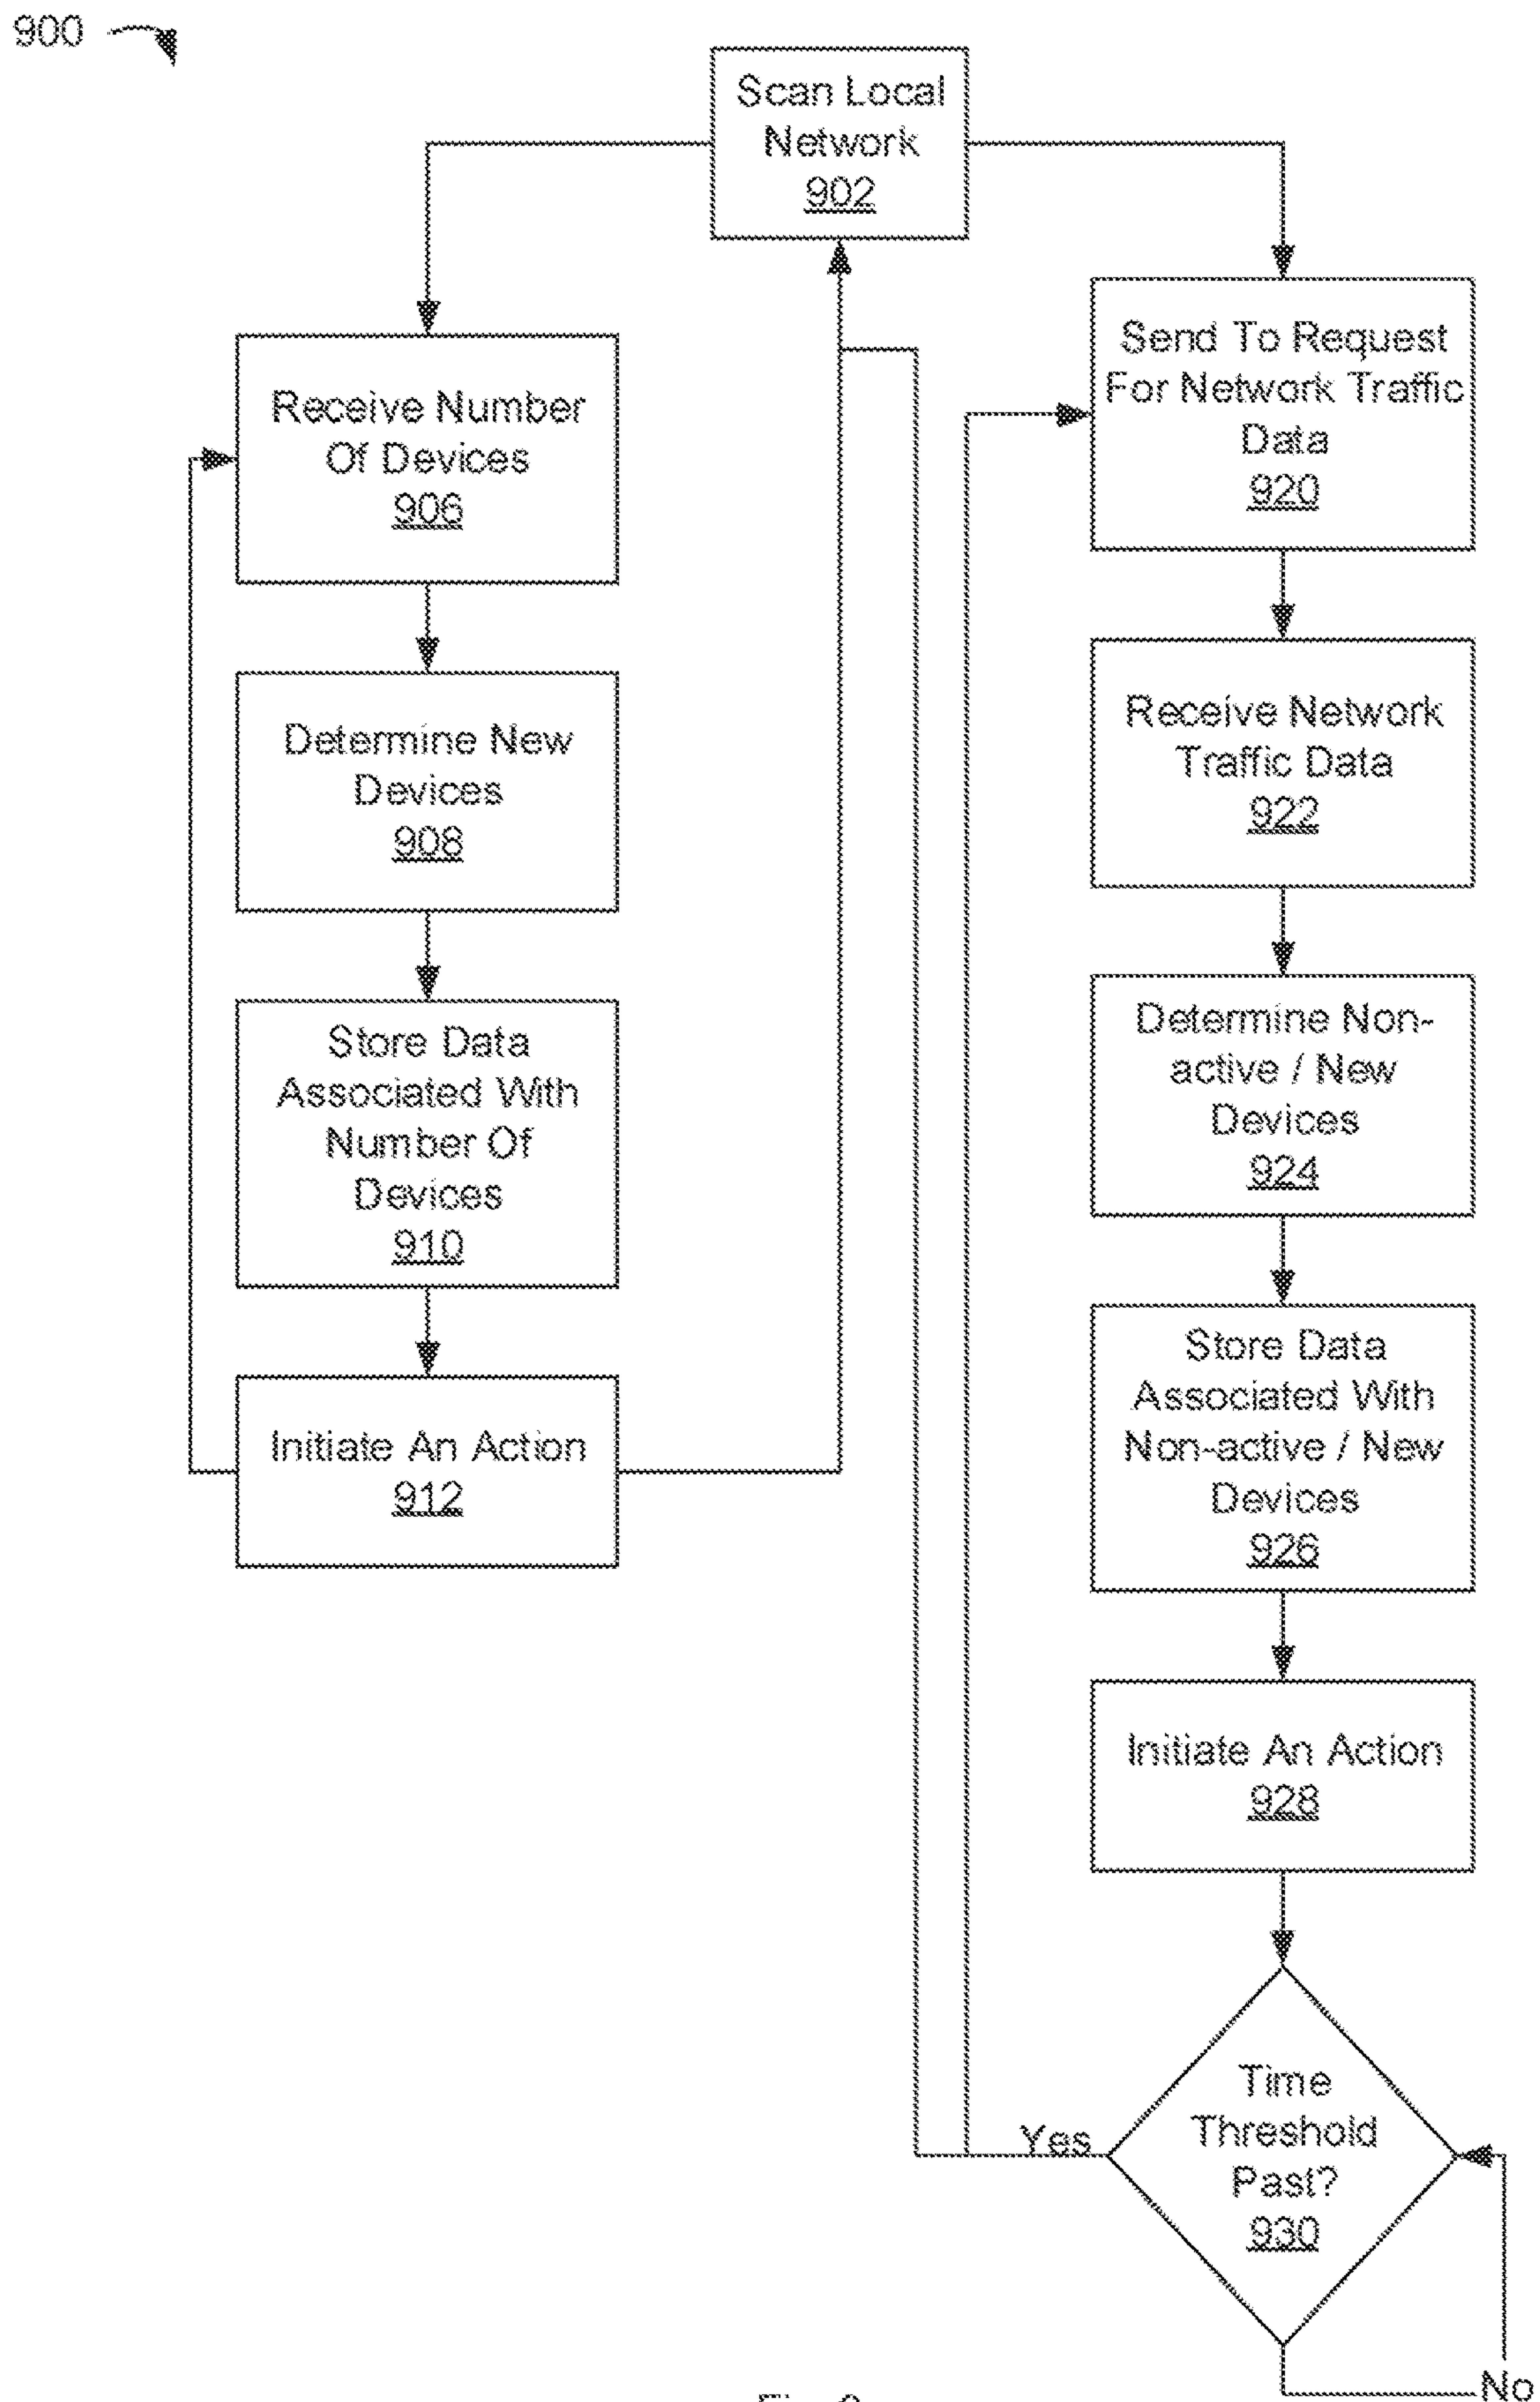 900
Scan Local
Network
902
Receive Number
Of Devices
906
Determine New
Devices
908
Store Data
Associated With
Number Of
Devices
910
Initiate An Action
912
Send To Request
For Network Traffic
Data
920
Receive Network
Traffic Data
922
Determine Non-
active / New
Devices
924
Store Data
Associated With
Non-active / New
Devices
926
Initiate An Action
928
Time
Threshold
Past?
930
Yes
No